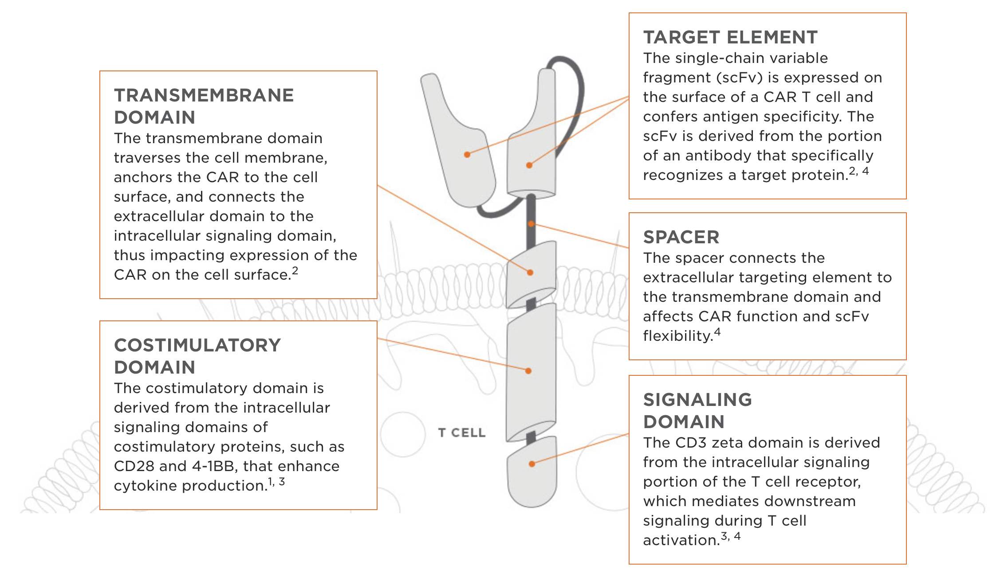 TRANSMEMBRANE
DOMAIN
The transmembrane domain
traverses the cell membrane,
anchors the CAR to the cell
surface, and connects the
extracellular domain to the
intracellular signaling domain,
thus impacting expression of the
CAR on the cell surface.2
COSTIMULATORY
DOMAIN
The costimulatory domain is
derived from the intracellular
signaling domains of
costimulatory proteins, such as
CD28 and 4-1BB, that enhance
cytokine production.1, 3
T CELL
TARGET ELEMENT
The single-chain variable
fragment (scFv) is expressed on
the surface of a CAR T cell and
confers antigen specificity. The
scFv is derived from the portion
of an antibody that specifically
recognizes a target protein.2, 4
SPACER
The spacer connects the
extracellular targeting element to
the transmembrane domain and
affects CAR function and scFv
flexibility.4
SIGNALING
DOMAIN
The CD3 zeta domain is derived
from the intracellular signaling
portion of the T cell receptor,
which mediates downstream
signaling during T cell
activation.3, 4